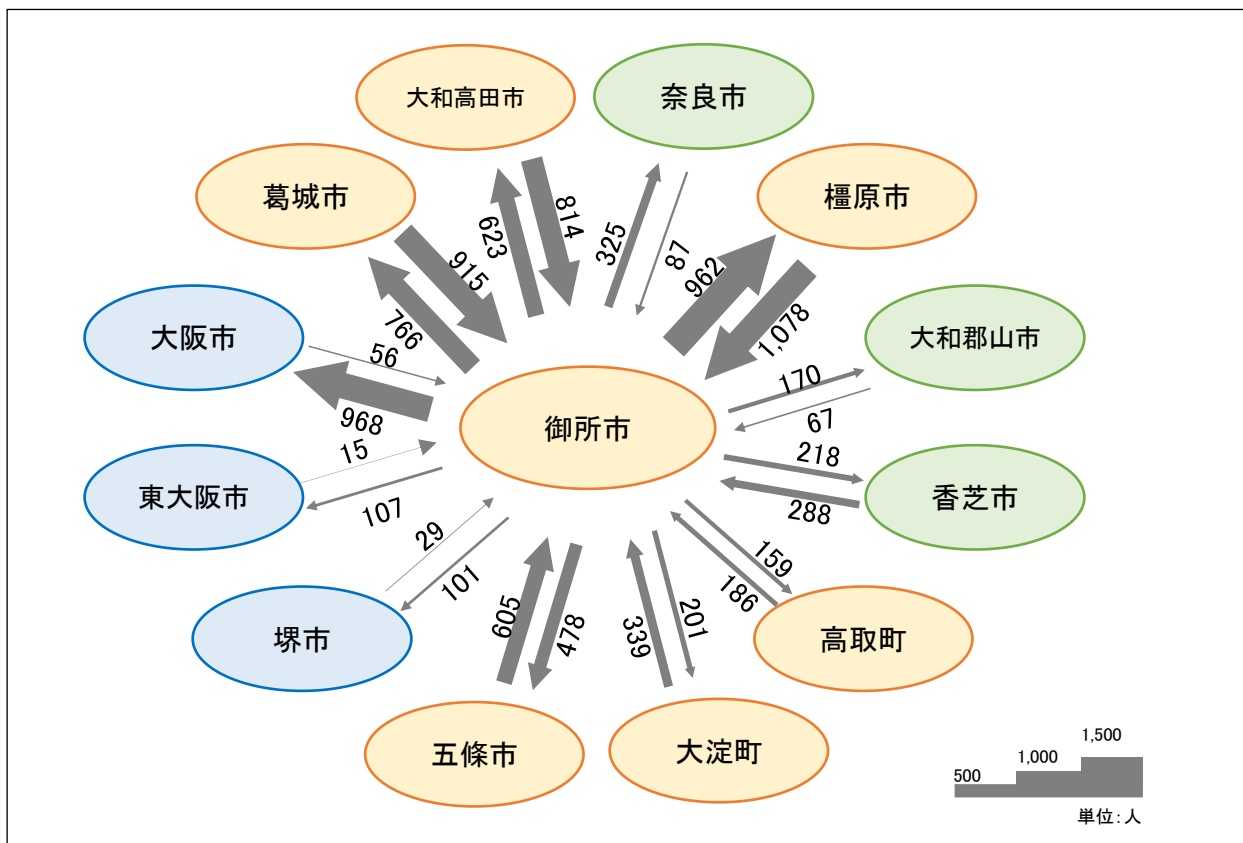 大和高田市
奈良市
葛城市
橿原市
623
814
325
87
962
1,078
915
766
大阪市
56
968
大和郡山市
170
67
御所市
15
107
東大阪市
218
288
香芝市
29
101
堺市
605
478
339
201
159
186
高取町
五條市
大淀町
500
1,000
1,500
単位:人